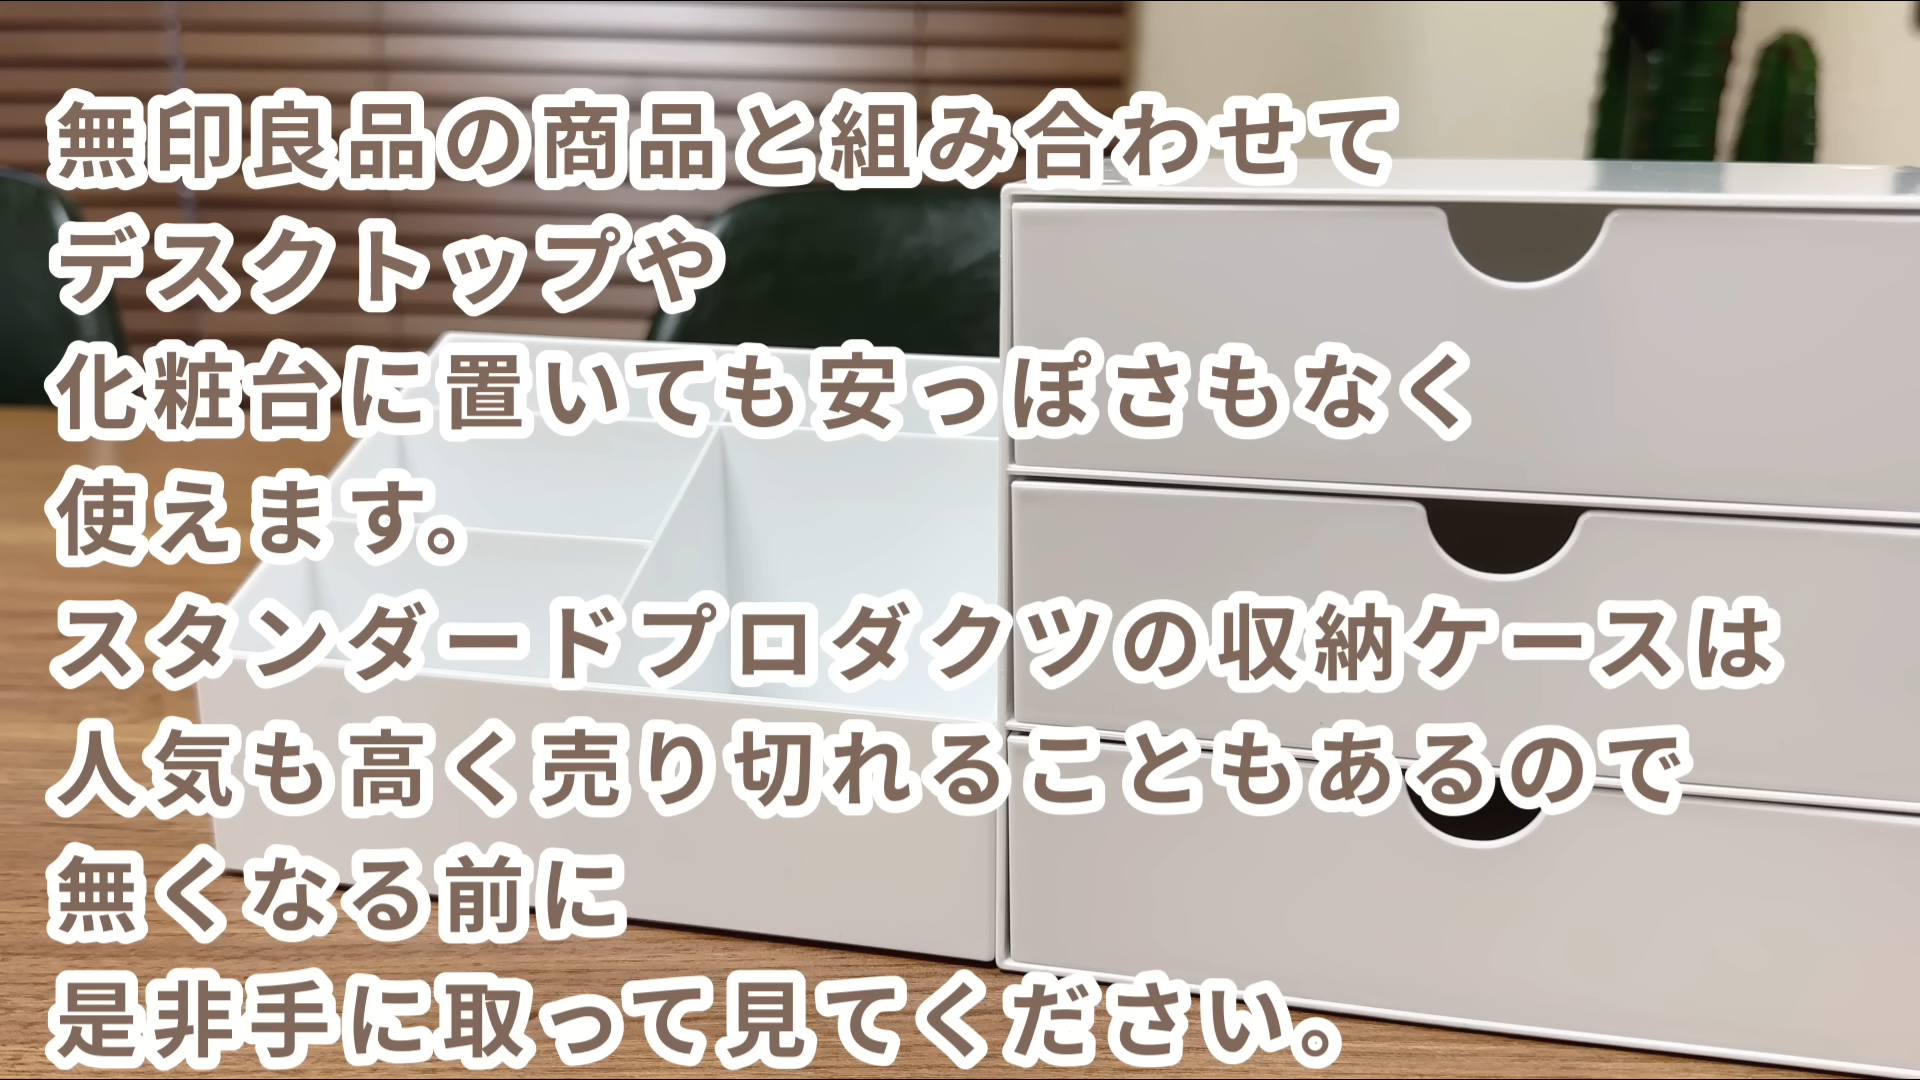 無印良品の商品と組み合わせて
デスクトップや
化粧台に置いても安っぽさもなく
使えます。
スタンダードプロダクツの収納ケースは
人気も高く売り切れることもあるので
無くなる前に
是非手に取って見てください。